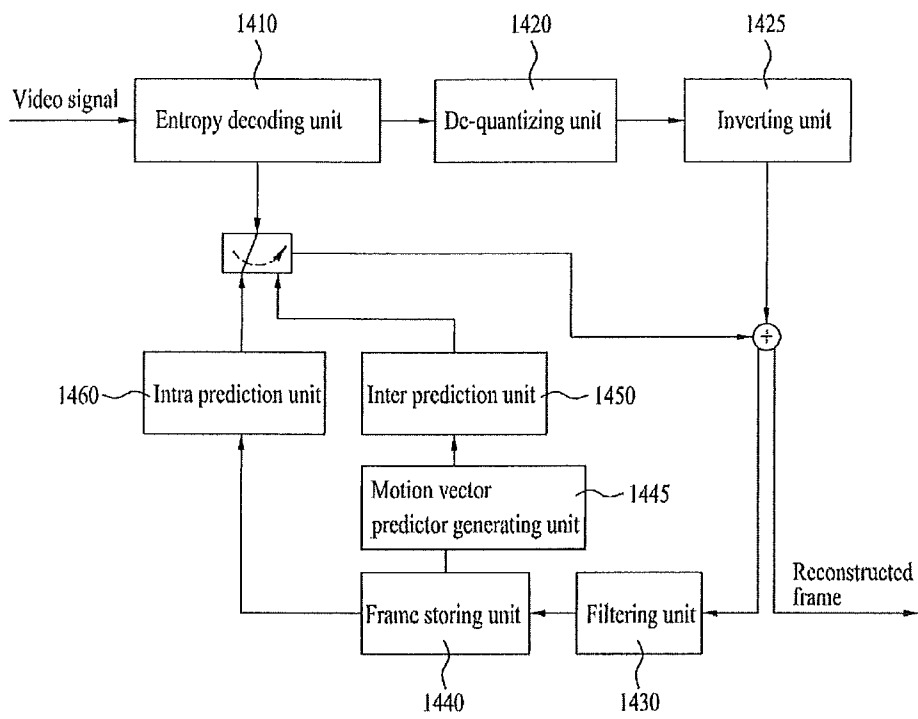 1410
1420
1425
Video signal
Entropy decoding unit
De-quantizing unit
Inverting unit
+
1460
Intra prediction unit
Inter prediction unit
1450
Motion vector
predictor generating unit
1445
Reconstructed
frame
Frame storing unit
Filtering unit
1440
1430